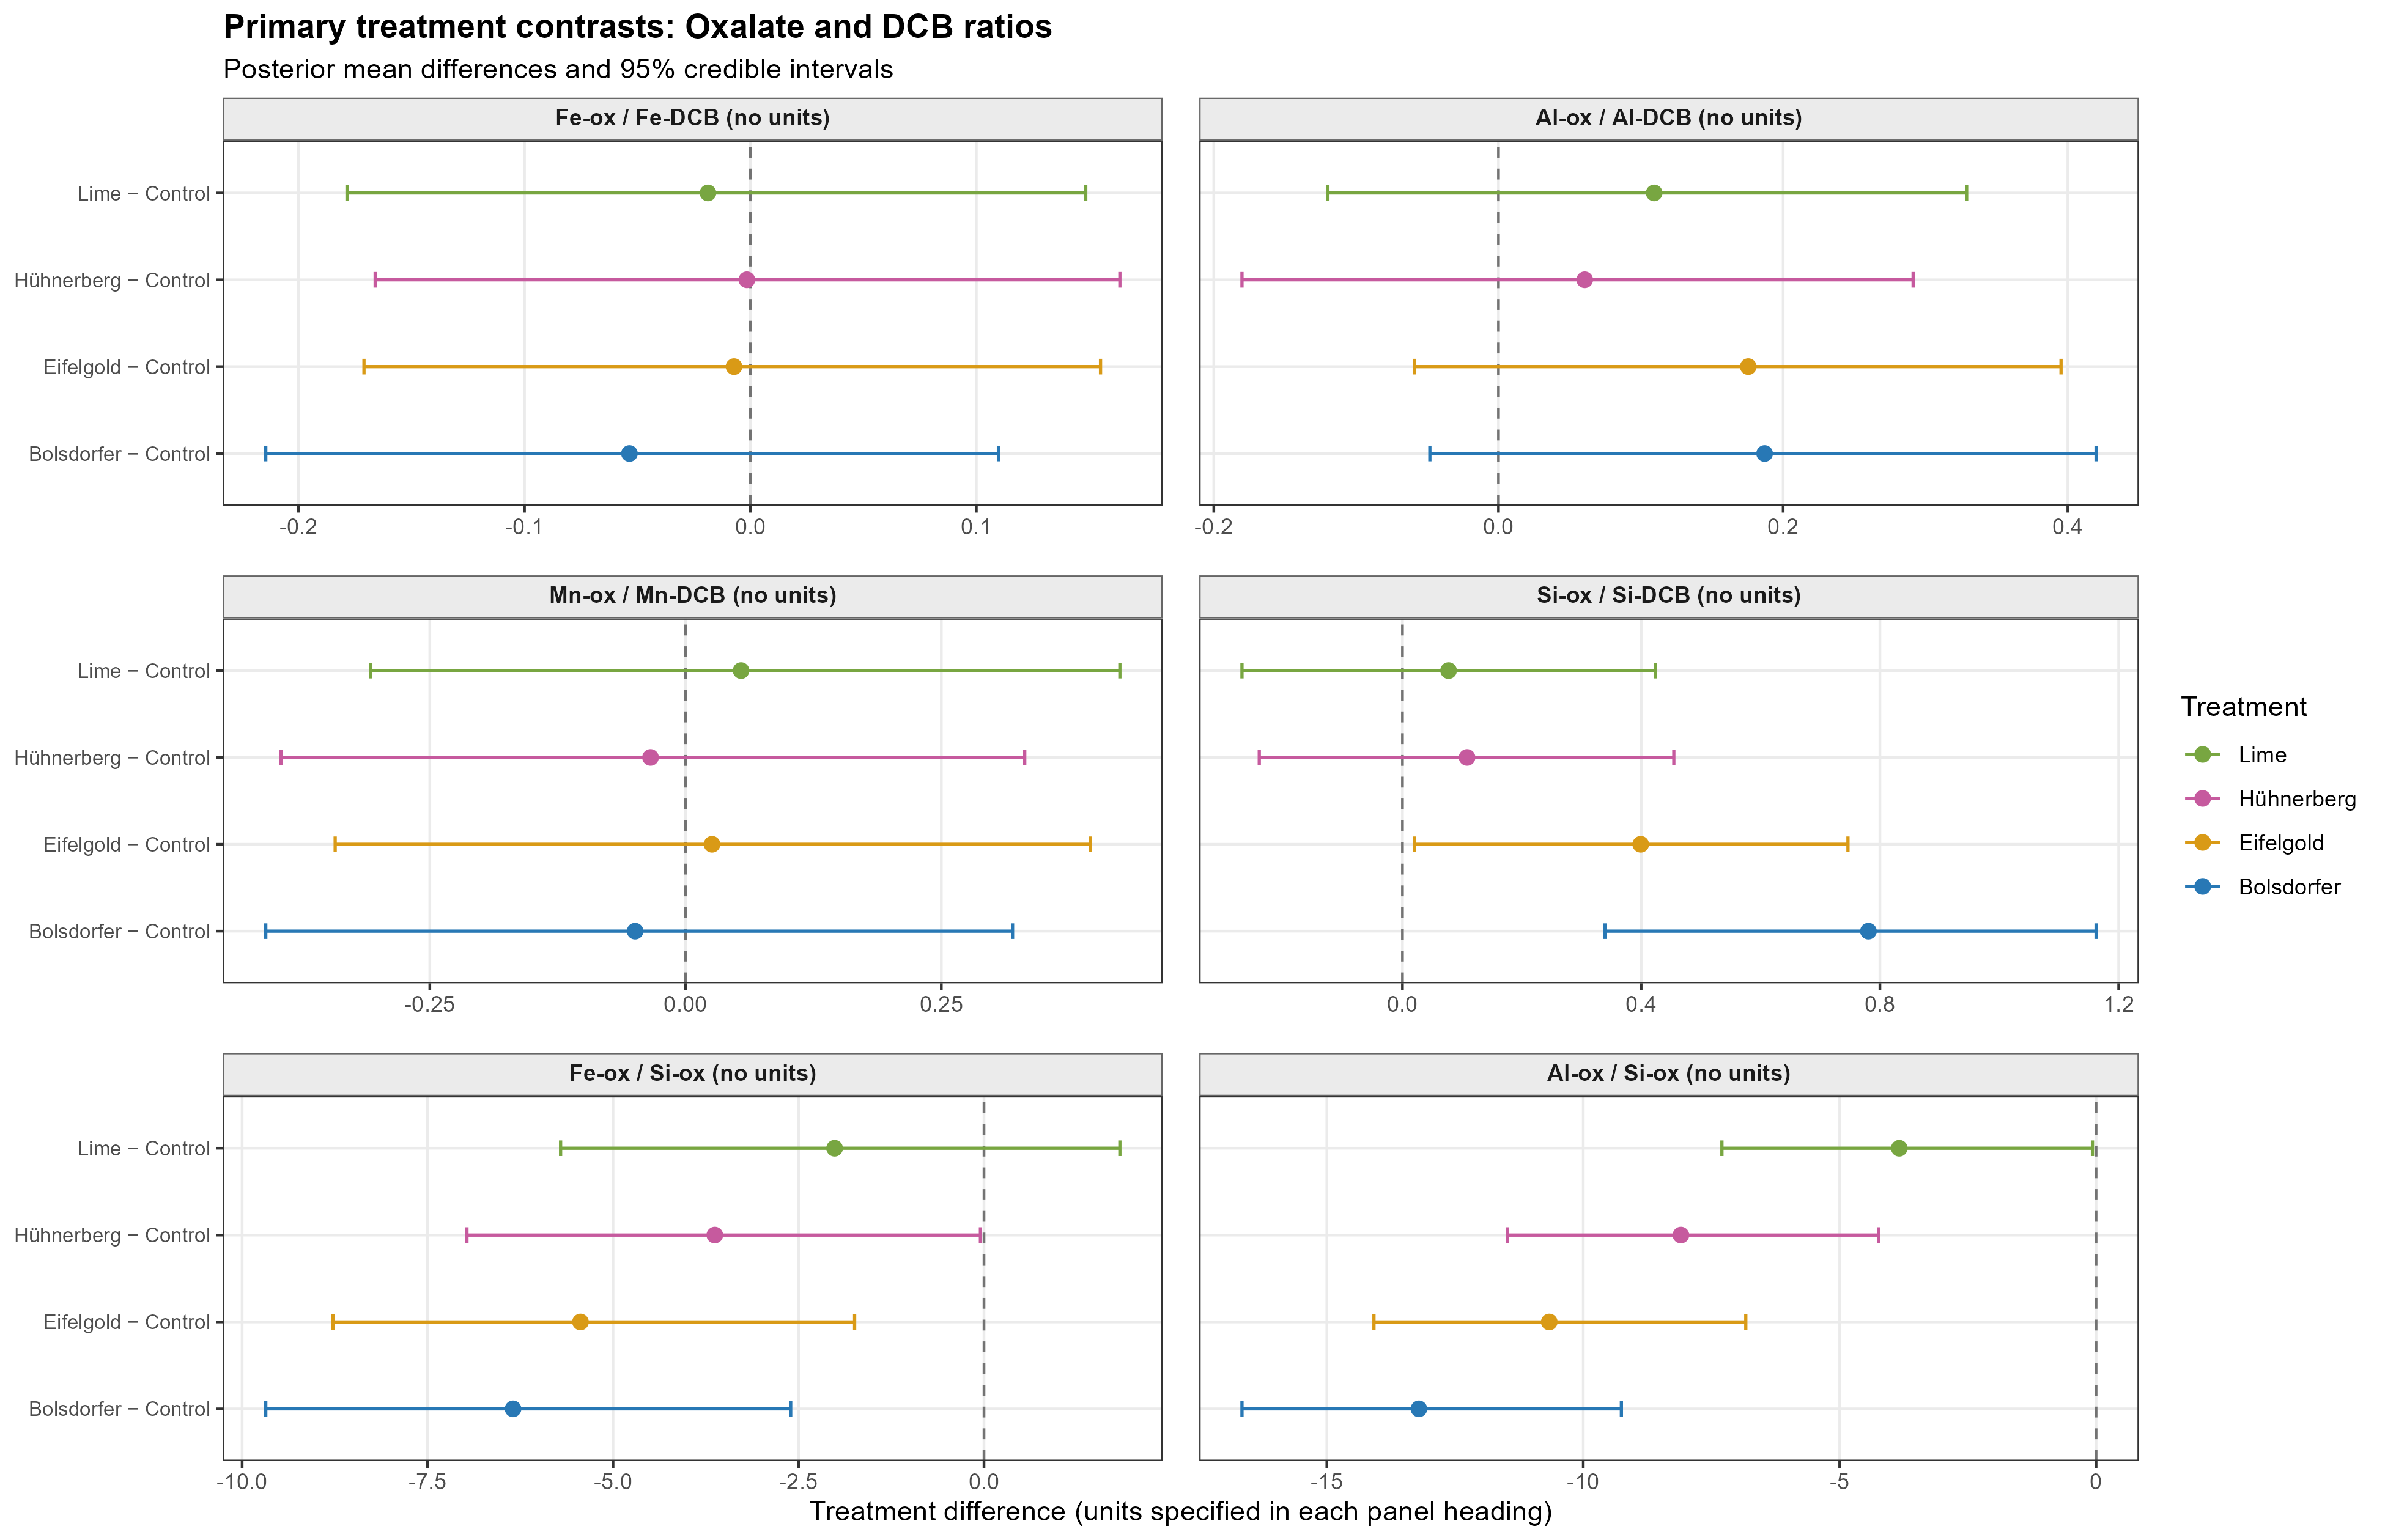 Primary treatment contrasts: Oxalate and DCB ratios
Posterior mean differences and 95% credible intervals
Fe-ox / Fe-DCB (no units)
Lime − Control
Hühnerberg − Control
Eifelgold − Control
Bolsdorfer − Control
-0.2 -0.1 0.0 0.1
Al-ox / Al-DCB (no units)
-0.2 0.0 0.2 0.4
Mn-ox / Mn-DCB (no units)
Lime − Control
Hühnerberg − Control
Eifelgold − Control
Bolsdorfer − Control
-0.25 0.00 0.25
Si-ox / Si-DCB (no units)
0.0 0.4 0.8 1.2
Fe-ox / Si-ox (no units)
Lime − Control
Hühnerberg − Control
Eifelgold − Control
Bolsdorfer − Control
-10.0 -7.5 -5.0 -2.5 0.0
Al-ox / Si-ox (no units)
-15 -10 -5 0
Treatment difference (units specified in each panel heading)
Treatment
Lime
Hühnerberg
Eifelgold
Bolsdorfer